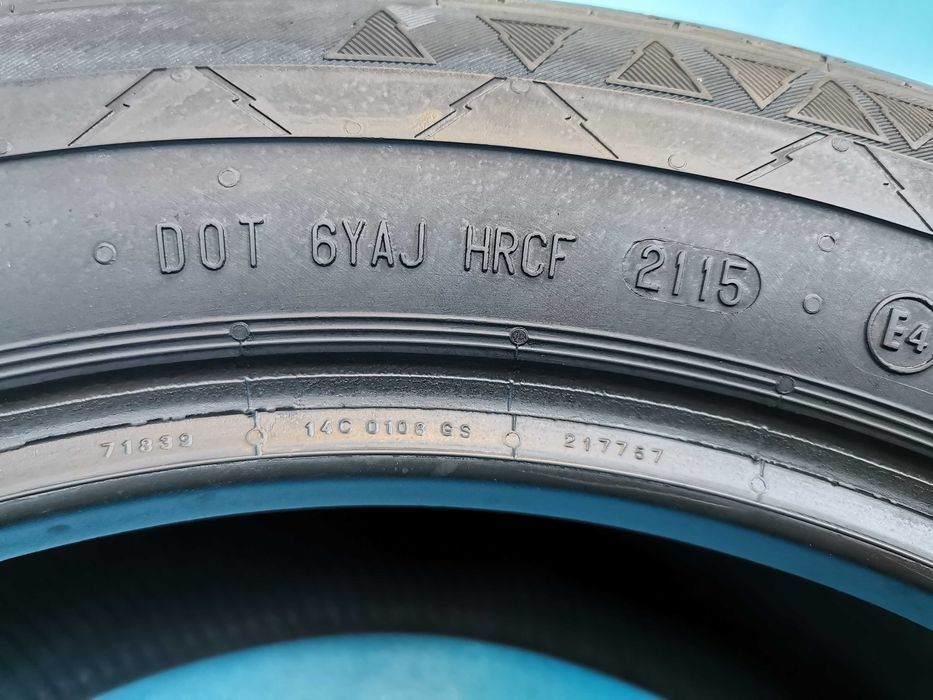 DOT 6YAJ HRCF 2115
E4
71839 14C 0108 GS 217757